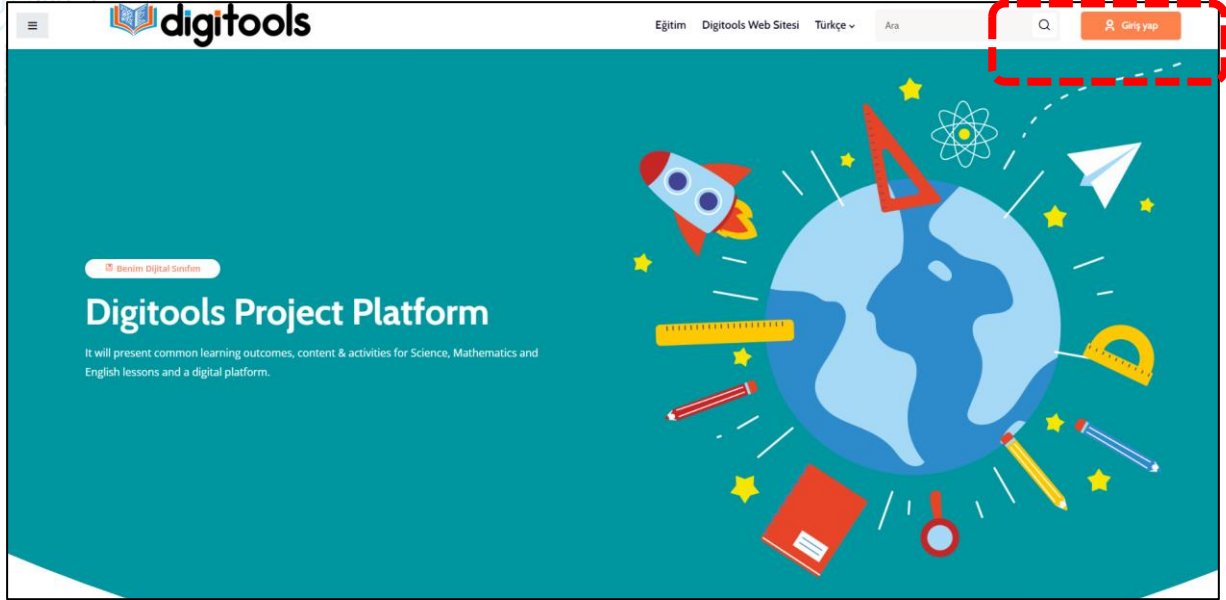 digitools
Eğitim Digitools Web Sitesi Türkçe Ara Giriş yap
Benim Dijital Sınıfım
Digitools Project Platform
It will present common learning outcomes, content & activities for Science, Mathematics and
English lessons and a digital platform.